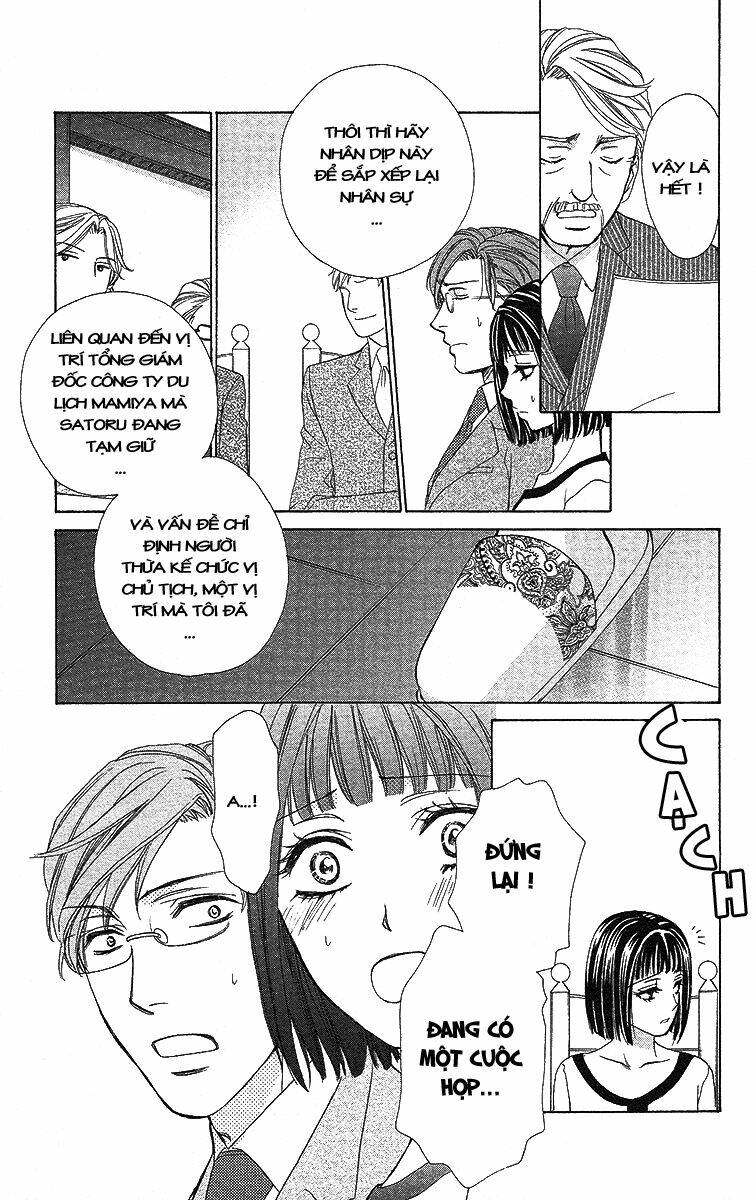 VẬY LÀ
HẾT !
THÔI THÌ HÃY
NHÂN DỊP NÀY
ĐỂ SẮP XẾP LẠI
NHÂN SỰ
...
LIÊN QUAN ĐẾN VỊ
TRÍ TỔNG GIÁM
ĐỐC CÔNG TY DU
LỊCH MAMIYA MÀ
SATORU ĐANG
TẠM GIỮ
...
VÀ VẤN ĐỀ CHỈ
ĐỊNH NGƯỜI
THỪA KẾ CHỨC VỊ
CHỦ TỊCH, MỘT VỊ
TRÍ MÀ TÔI ĐÃ
...
CẠCH
ĐỨNG
LẠI !
ĐANG CÓ
MỘT CUỘC
HỌP...
A...!